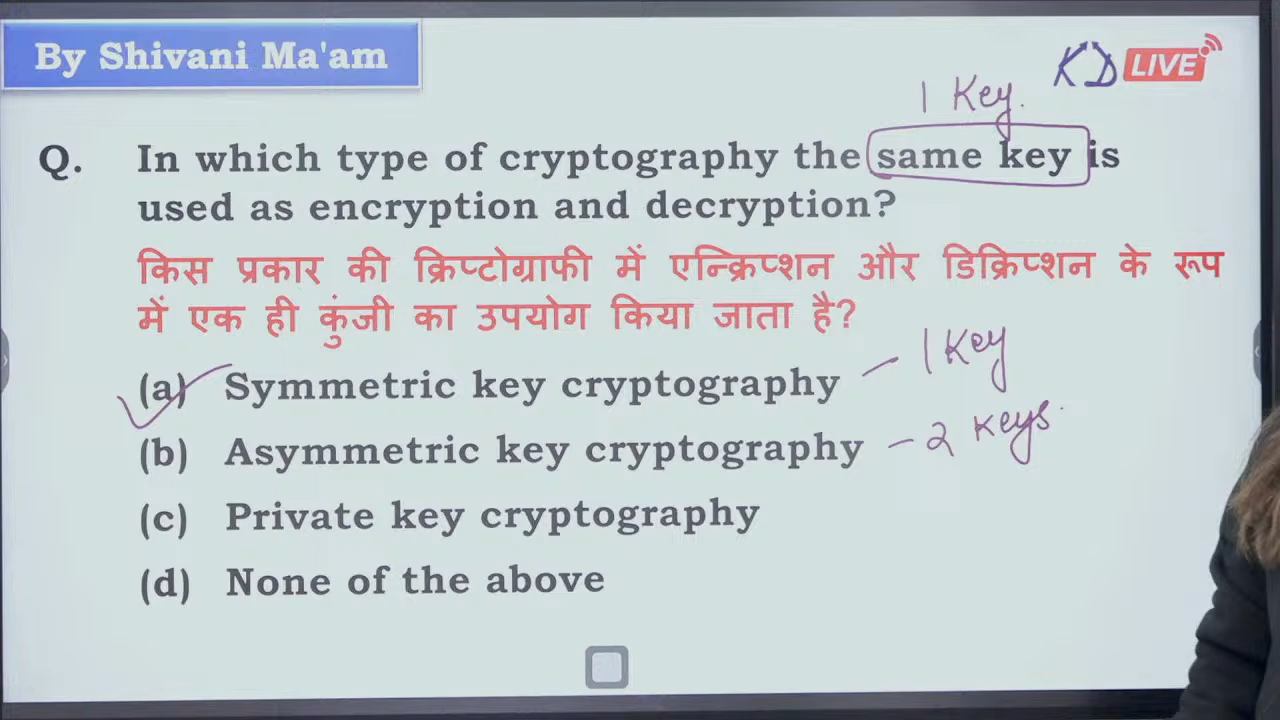 By Shivani Ma'am
KD LIVE
1 Key.
Q. In which type of cryptography the same key is
used as encryption and decryption?
किस प्रकार की क्रिप्टोग्राफी में एन्क्रिप्शन और डिक्रिप्शन के रूप
में एक ही कुंजी का उपयोग किया जाता है?
(a) Symmetric key cryptography – 1 Key
(b) Asymmetric key cryptography – 2 Keys.
(c) Private key cryptography
(d) None of the above